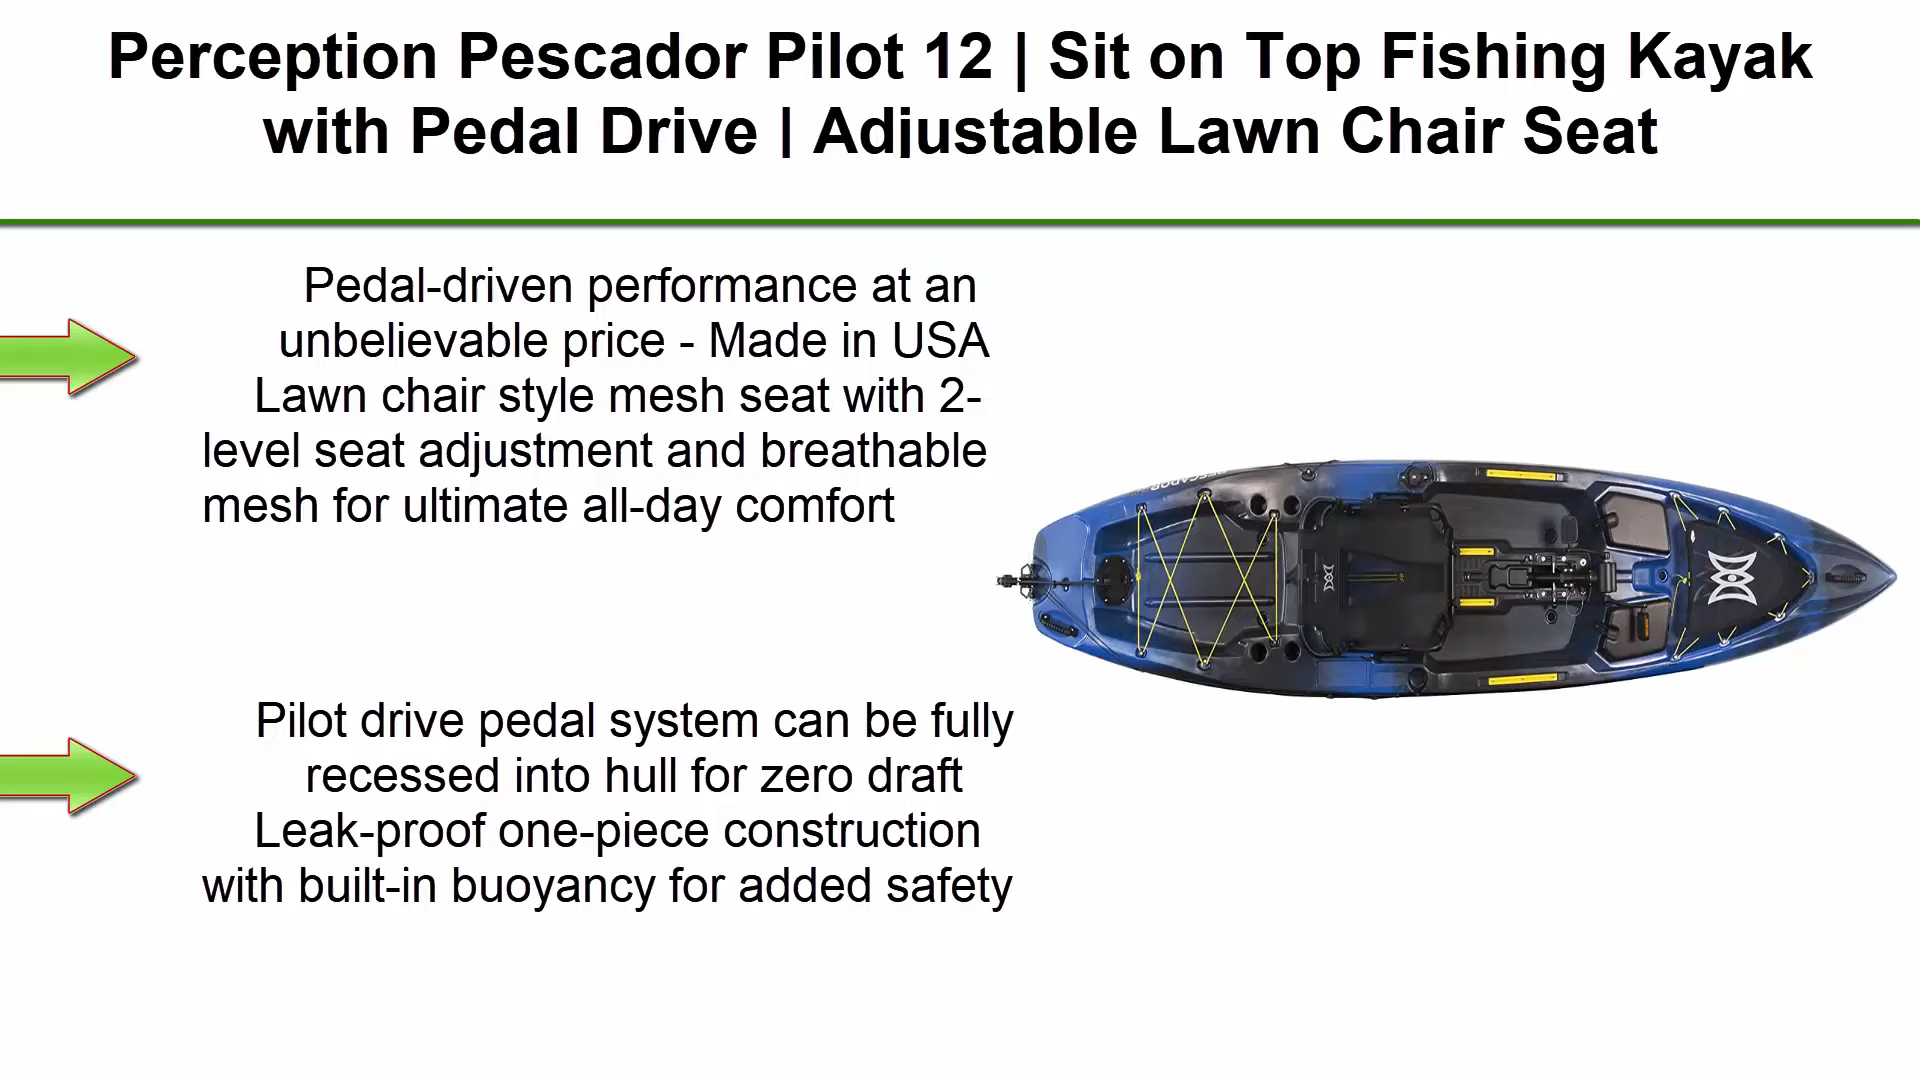 Perception Pescador Pilot 12 | Sit on Top Fishing Kayak
with Pedal Drive | Adjustable Lawn Chair Seat
Pedal-driven performance at an
unbelievable price - Made in USA
Lawn chair style mesh seat with 2-
level seat adjustment and breathable
mesh for ultimate all-day comfort
Pilot drive pedal system can be fully
recessed into hull for zero draft
Leak-proof one-piece construction
with built-in buoyancy for added safety